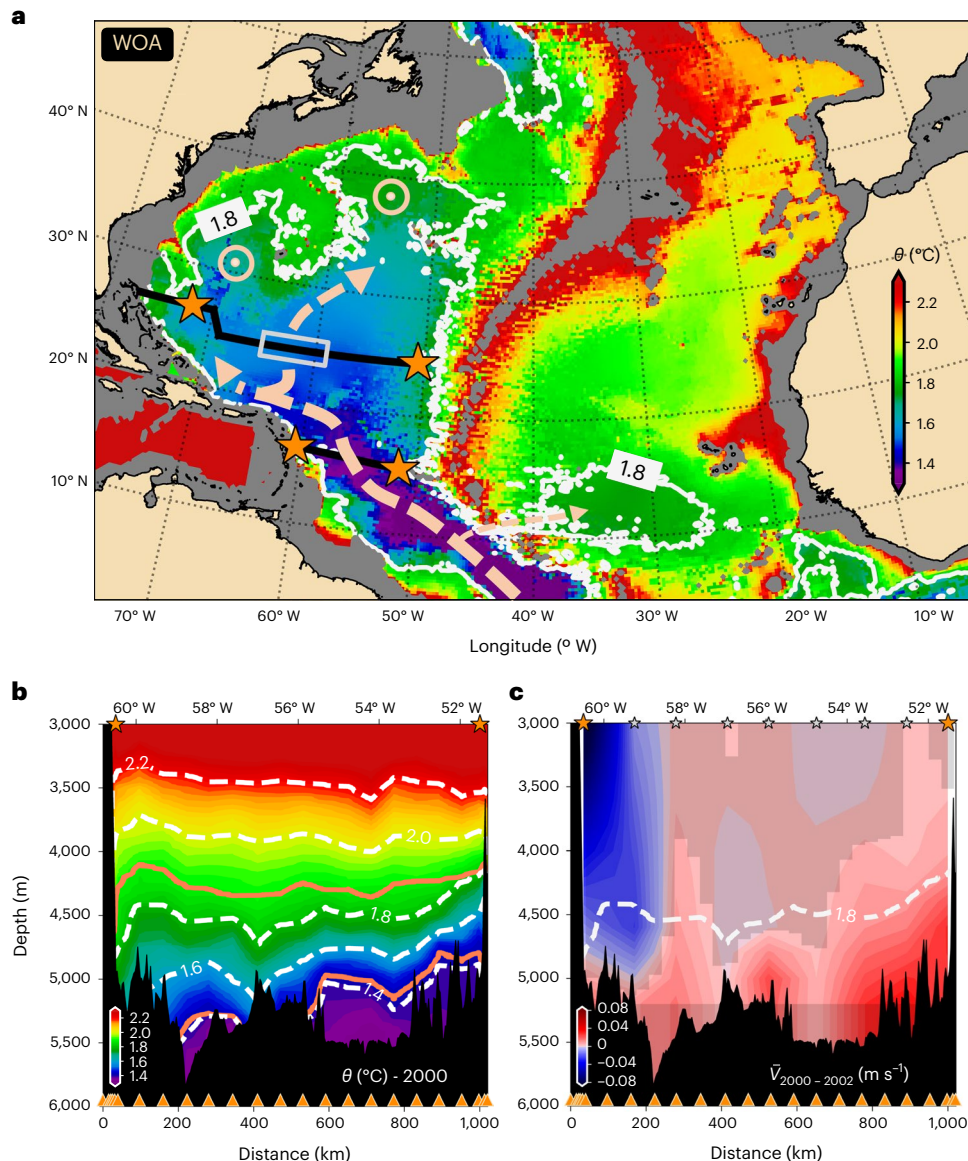 a
WOA
40° N
30° N
20° N
10° N
1.8
1.8
θ (°C)
2.2
2.0
1.8
1.6
1.4
70° W 60° W 50° W 40° W 30° W 20° W 10° W
Longitude (° W)
b
60° W 58° W 56° W 54° W 52° W
3,000
3,500
4,000
4,500
5,000
5,500
6,000
Depth (m)
2.2
2.0
1.8
1.6
1.4
2.2
2.0
1.8
1.6
1.4
θ (°C) - 2000
0 200 400 600 800 1,000
Distance (km)
c
60° W 58° W 56° W 54° W 52° W
3,000
3,500
4,000
4,500
5,000
5,500
6,000
1.8
0.08
0.04
0
−0.04
−0.08
V̄2000 – 2002 (m s−1)
0 200 400 600 800 1,000
Distance (km)